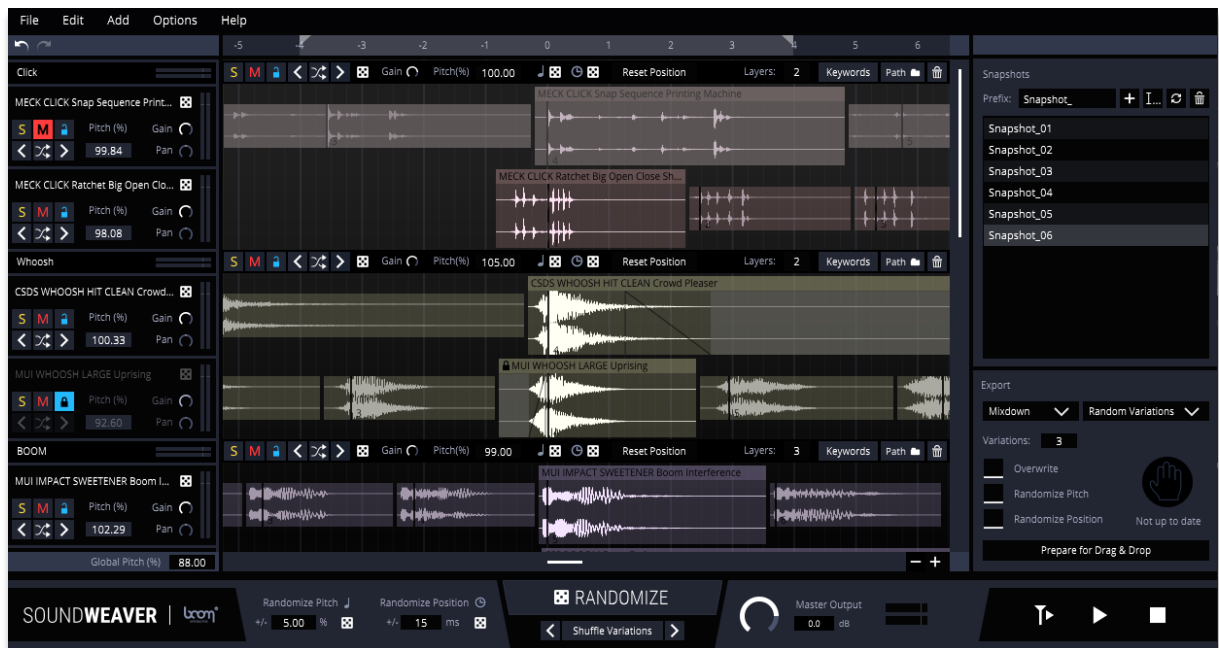 File Edit Add Options Help
-5 -4 -3 -2 -1 0 1 2 3 4 5 6
Click
S M Gain Pitch(%) 100.00 Reset Position Layers: 2 Keywords Path
MECK CLICK Snap Sequence Print...
S M Pitch (%) Gain
99.84 Pan
MECK CLICK Snap Sequence Printing Machine
3 4 5
MECK CLICK Ratchet Big Open Clo...
S M Pitch (%) Gain
98.08 Pan
MECK CLICK Ratchet Big Open Close Sh...
Whoosh
S M Gain Pitch(%) 105.00 Reset Position Layers: 2 Keywords Path
CSDS WHOOSH HIT CLEAN Crowd...
S M Pitch (%) Gain
100.33 Pan
CSDS WHOOSH HIT CLEAN Crowd Pleaser
4
MUI WHOOSH LARGE Uprising
S M Pitch (%) Gain
92.60 Pan
MUI WHOOSH LARGE Uprising
3 5
BOOM
S M Gain Pitch(%) 99.00 Reset Position Layers: 3 Keywords Path
MUI IMPACT SWEETENER Boom I...
S M Pitch (%) Gain
102.29 Pan
MUI IMPACT SWEETENER Boom Interference
Global Pitch (%) 88.00
Snapshots
Prefix: Snapshot_
Snapshot_01
Snapshot_02
Snapshot_03
Snapshot_04
Snapshot_05
Snapshot_06
Export
Mixdown Random Variations
Variations: 3
Overwrite
Randomize Pitch
Randomize Position
Not up to date
Prepare for Drag & Drop
SOUNDWEAVER | boom
Randomize Pitch
+/- 5.00 %
Randomize Position
+/- 15 ms
RANDOMIZE
Shuffle Variations
Master Output
0.0 dB